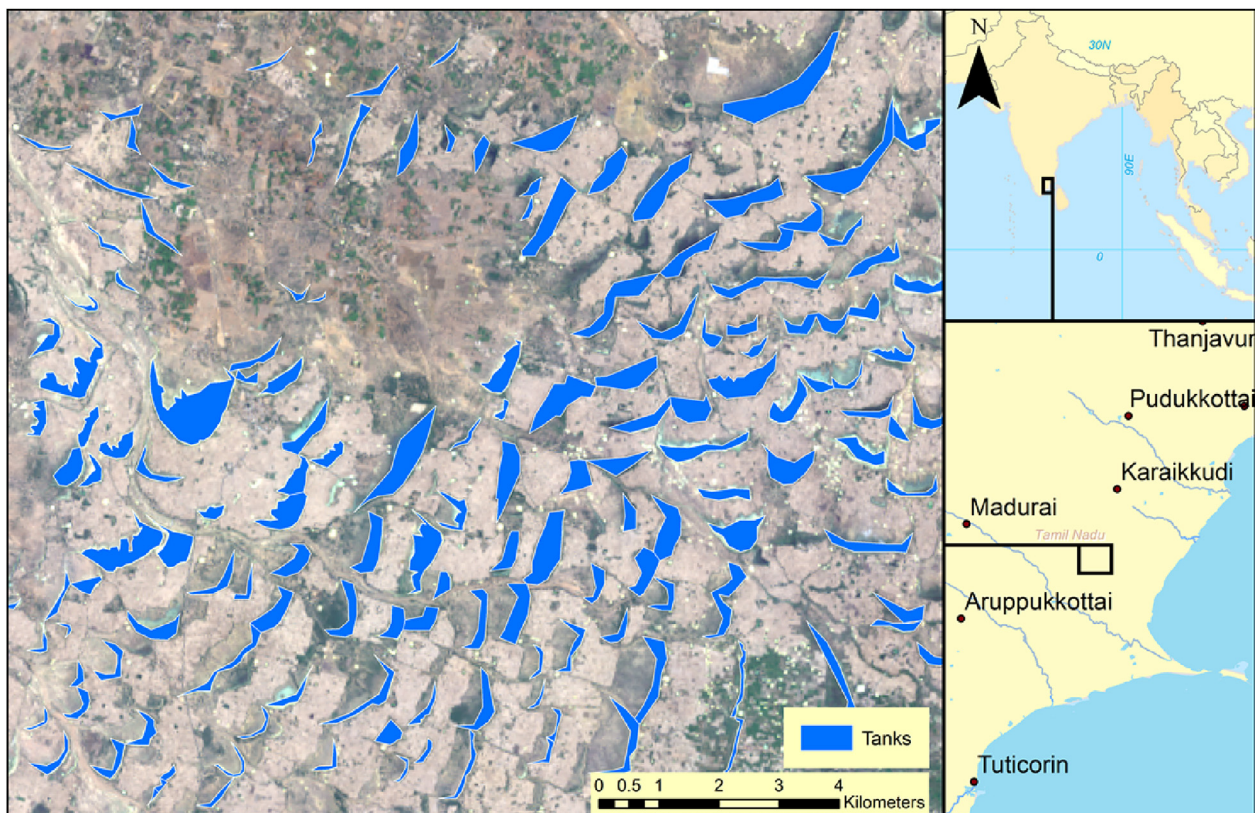 N
30N
90E
0
Thanjavur
Pudukkottai
Karaikkudi
Madurai
Tamil Nadu
Aruppukkottai
Tuticorin
Tanks
0 0.5 1 2 3 4
Kilometers